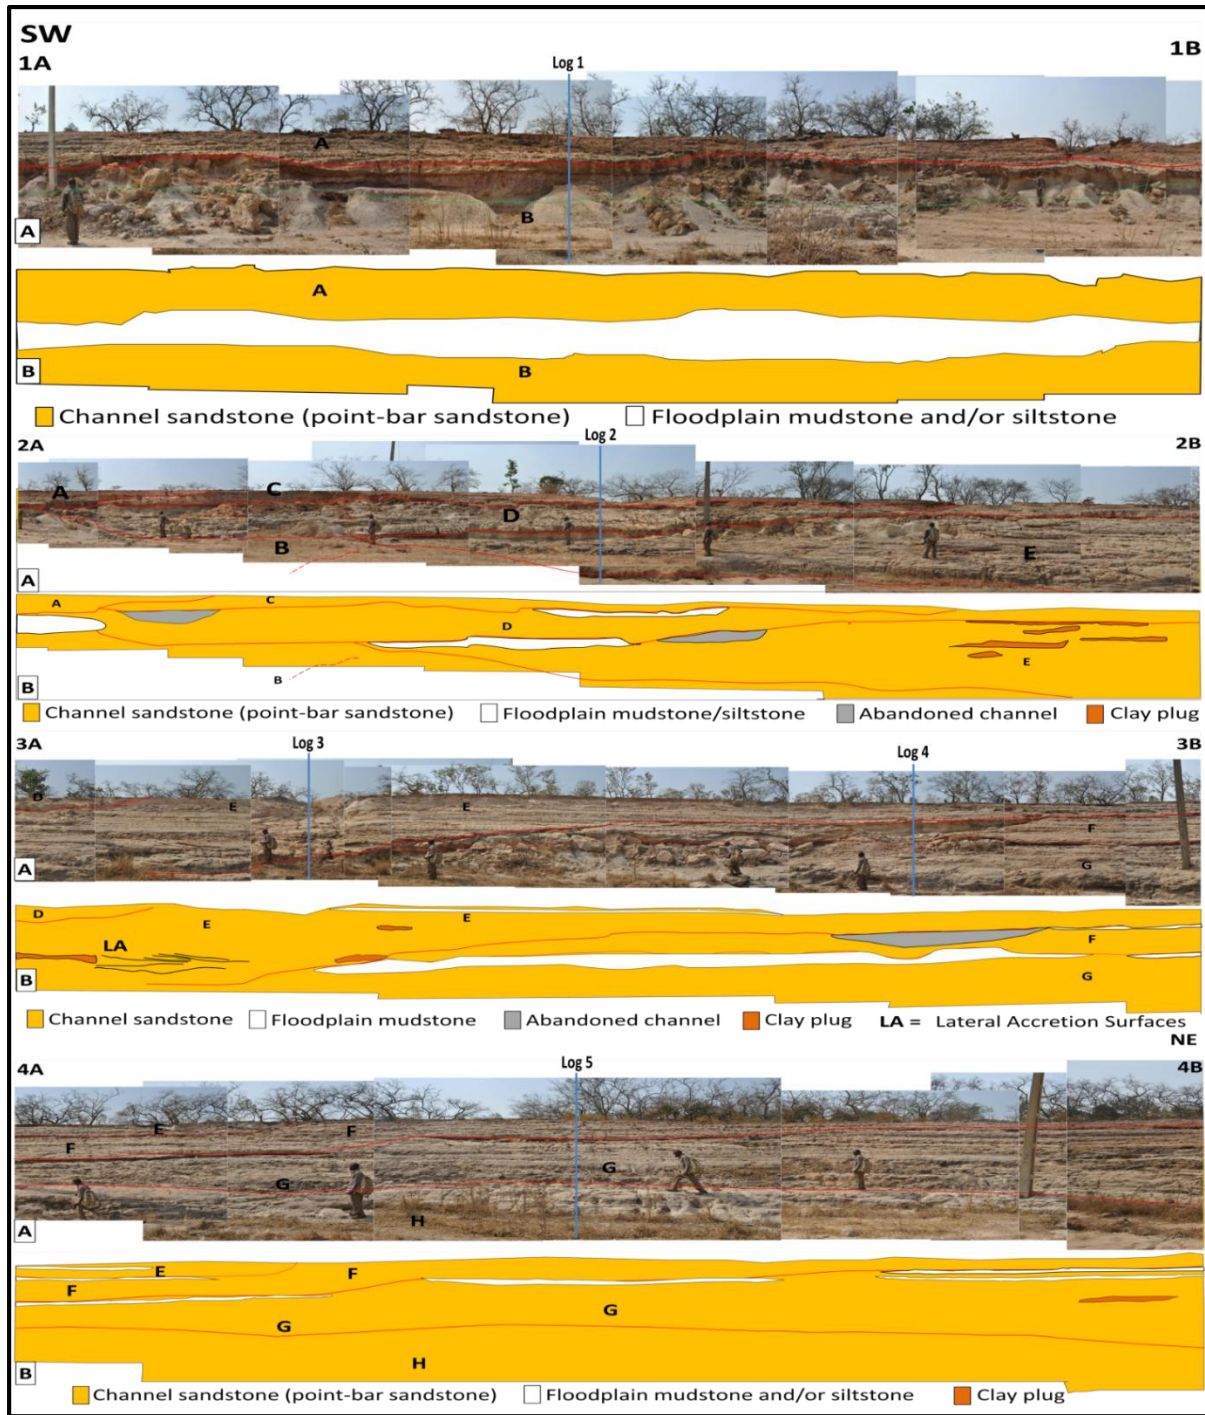 SW
1A Log 1 1B
A
B
A
A
B
B
Channel sandstone (point-bar sandstone) Floodplain mudstone and/or siltstone
2A Log 2 2B
A C
D
B E
A
A C
D
E
B
B
Channel sandstone (point-bar sandstone) Floodplain mudstone/siltstone Abandoned channel Clay plug
3A Log 3 Log 4 3B
D E E
F
A G
D E E
LA F
B G
Channel sandstone Floodplain mudstone Abandoned channel Clay plug LA = Lateral Accretion Surfaces
NE
4A Log 5 4B
E F
F
G G
A H
E F
F
G G
B H
Channel sandstone (point-bar sandstone) Floodplain mudstone and/or siltstone Clay plug